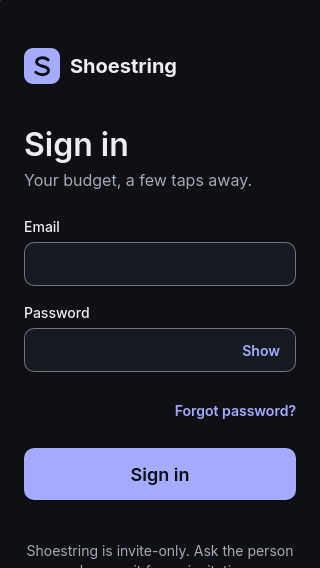 S Shoestring
Sign in
Your budget, a few taps away.
Email
Password
Show
Forgot password?
Sign in
Shoestring is invite-only. Ask the person